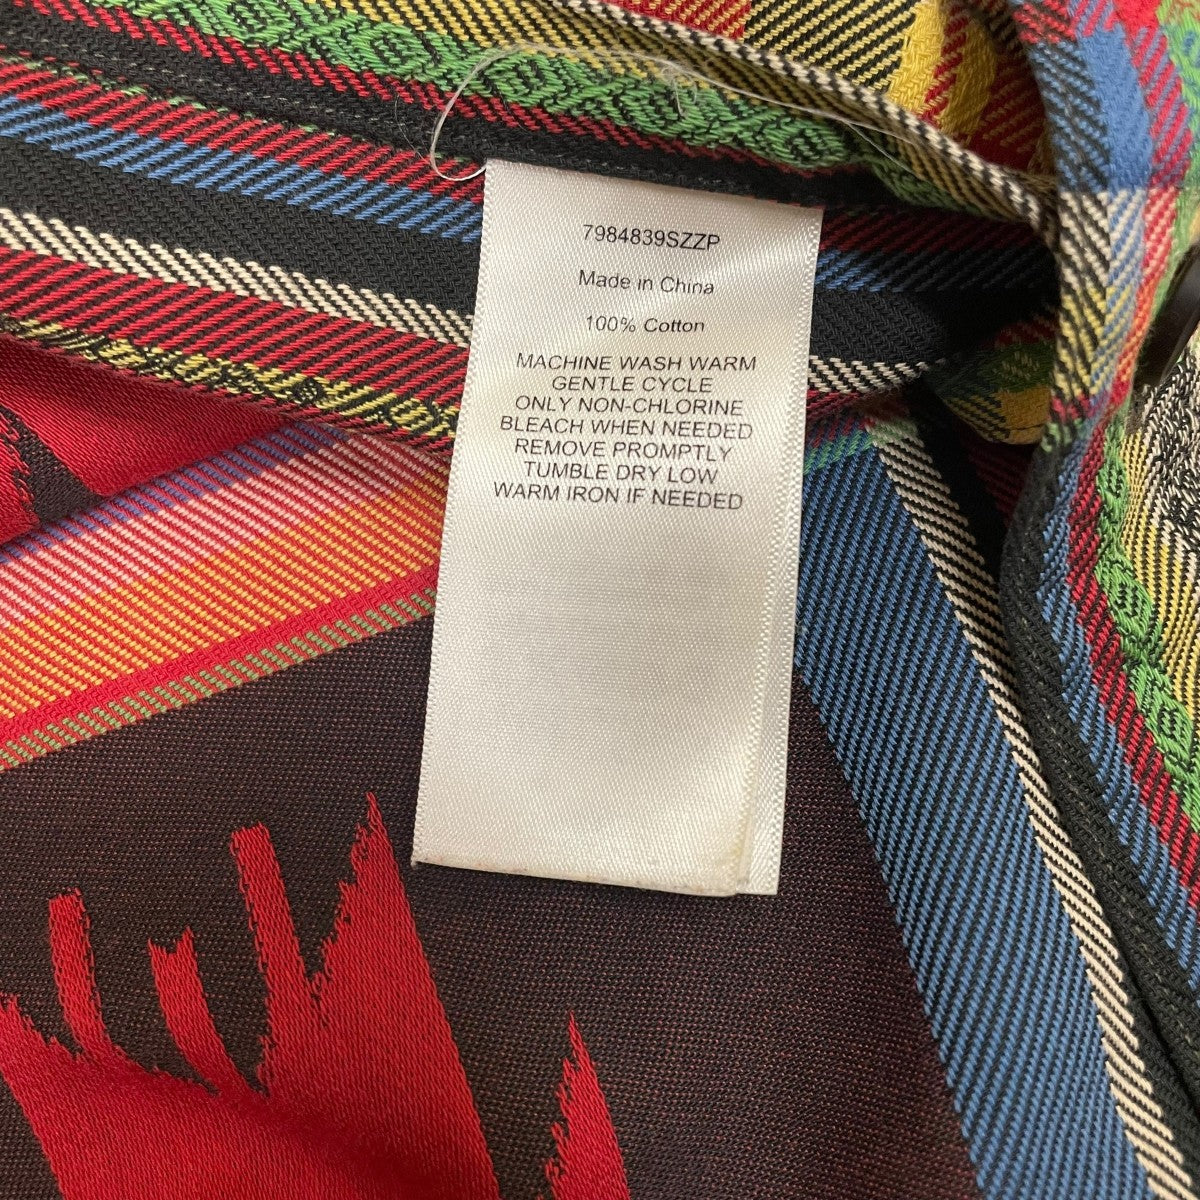 7984839SZZP
Made in China
100% Cotton
MACHINE WASH WARM
GENTLE CYCLE
ONLY NON-CHLORINE
BLEACH WHEN NEEDED
REMOVE PROMPTLY
TUMBLE DRY LOW
WARM IRON IF NEEDED